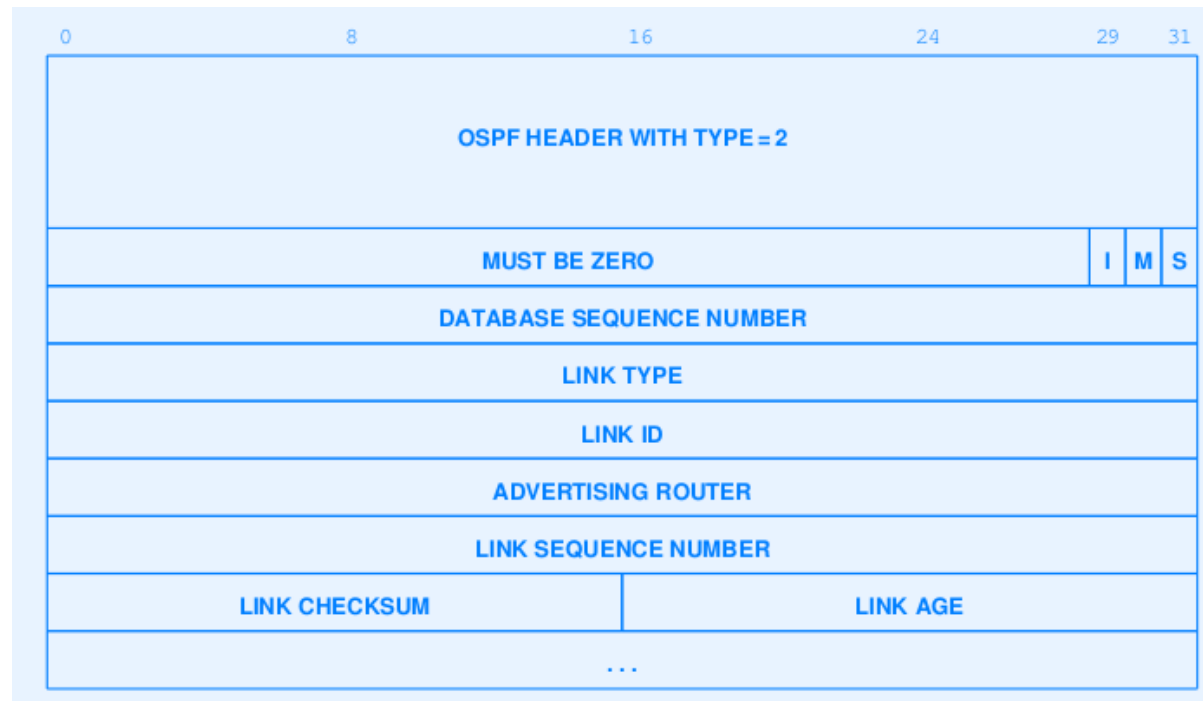 0 8 16 24 29 31
OSPF HEADER WITH TYPE = 2
MUST BE ZERO I M S
DATABASE SEQUENCE NUMBER
LINK TYPE
LINK ID
ADVERTISING ROUTER
LINK SEQUENCE NUMBER
LINK CHECKSUM LINK AGE
. . .